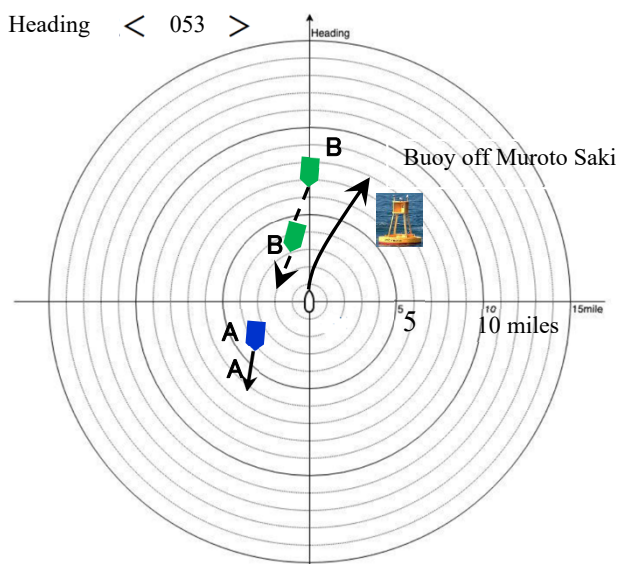 Heading < 053 >
Heading
B
Buoy off Muroto Saki
B
5
10
15mile
5
10 miles
A
A